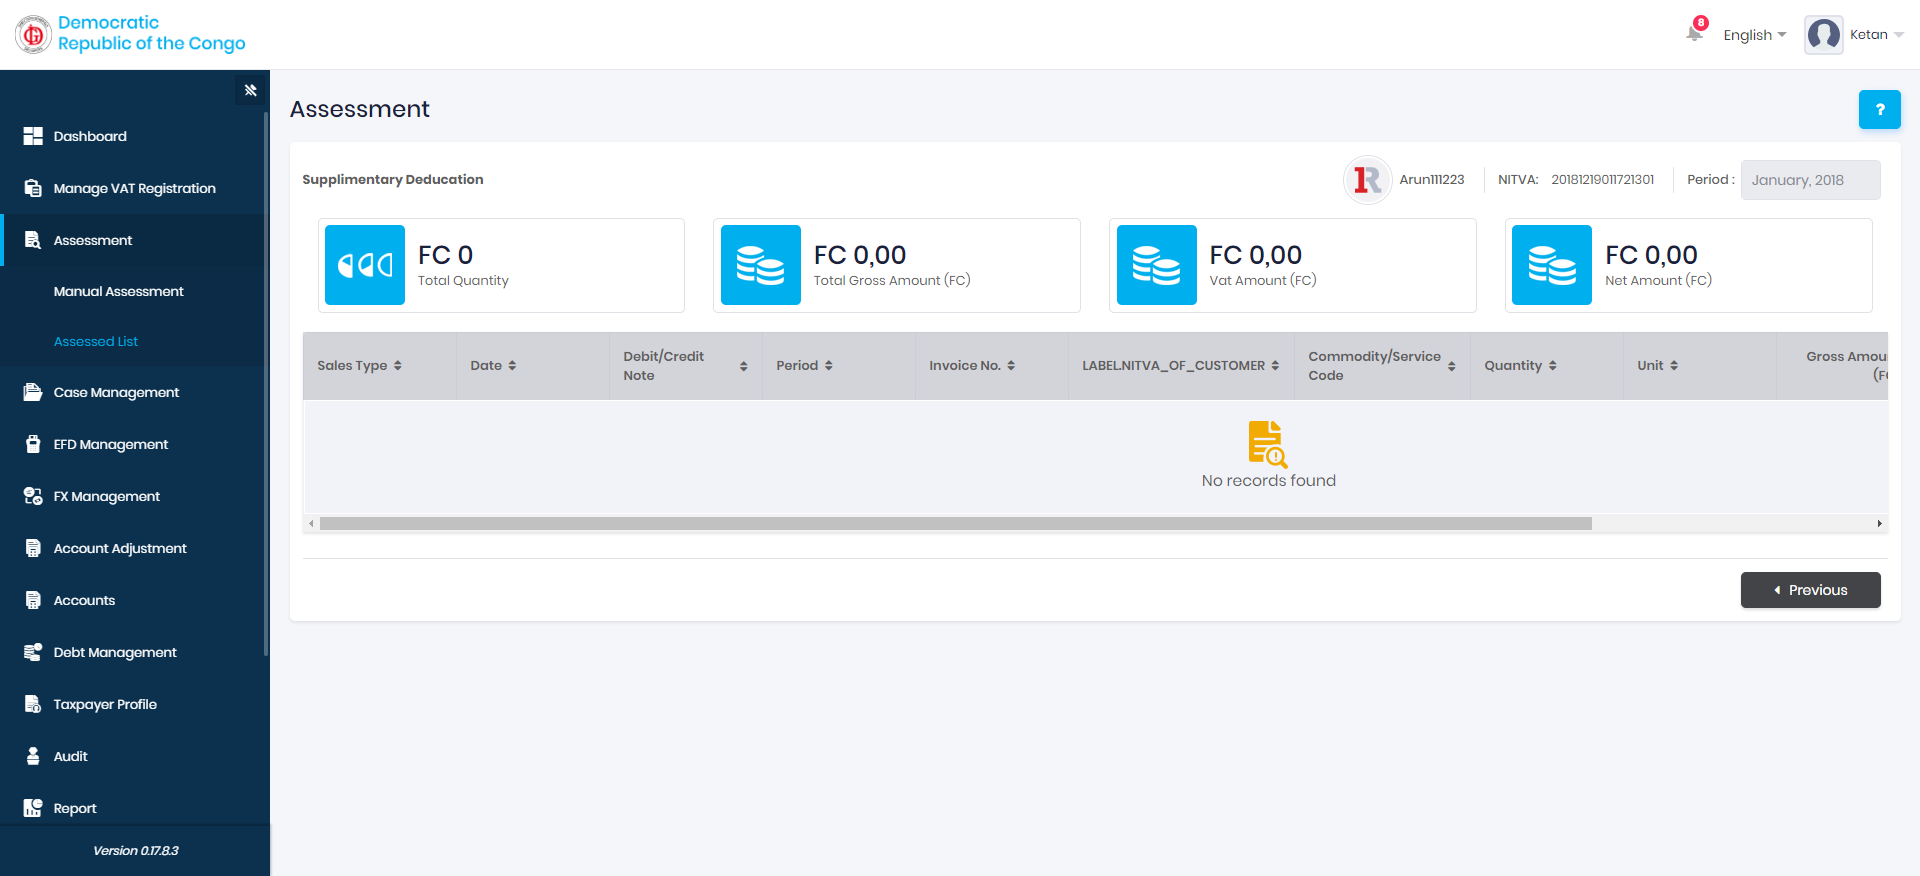 Democratic
Republic of the Congo
8
English
Ketan
Dashboard
Manage VAT Registration
Assessment
Manual Assessment
Assessed List
Case Management
EFD Management
FX Management
Account Adjustment
Accounts
Debt Management
Taxpayer Profile
Audit
Report
Version 0.17.8.3
Assessment
?
Supplimentary Deducation
Arun111223
NITVA: 20181219011721301
Period : January, 2018
FC 0
Total Quantity
FC 0,00
Total Gross Amount (FC)
FC 0,00
Vat Amount (FC)
FC 0,00
Net Amount (FC)
Sales Type
Date
Debit/Credit
Note
Period
Invoice No.
LABEL.NITVA_OF_CUSTOMER
Commodity/Service
Code
Quantity
Unit
Gross Amou
No records found
Previous